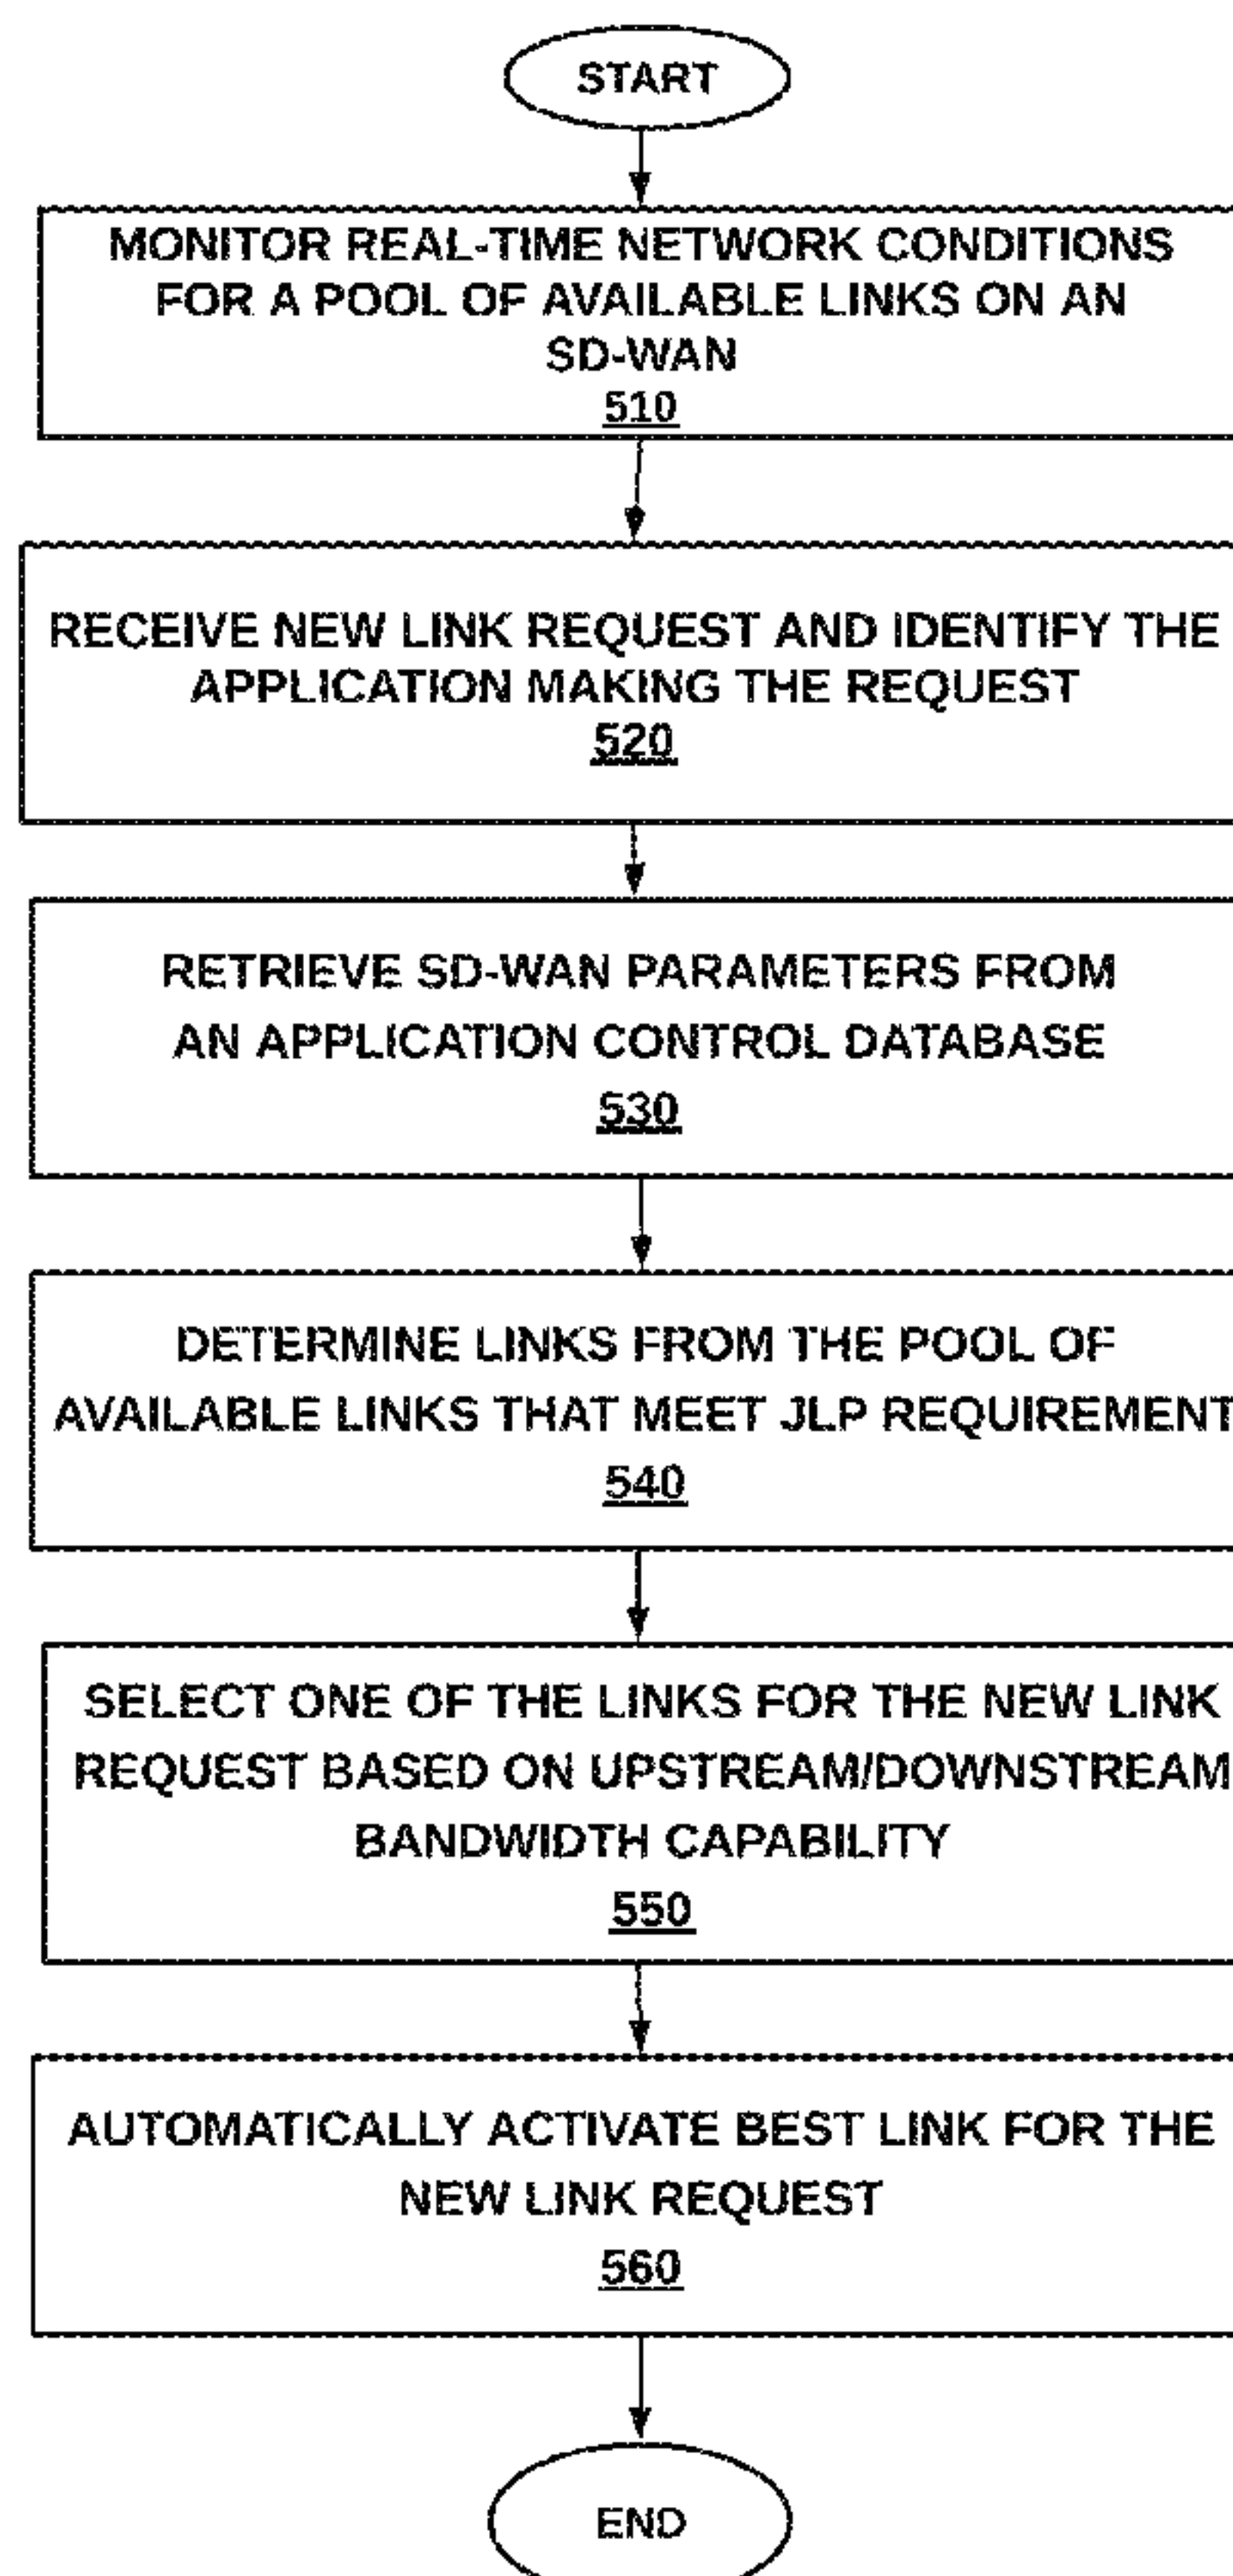 START
MONITOR REAL-TIME NETWORK CONDITIONS
FOR A POOL OF AVAILABLE LINKS ON AN
SD-WAN
510
RECEIVE NEW LINK REQUEST AND IDENTIFY THE
APPLICATION MAKING THE REQUEST
520
RETRIEVE SD-WAN PARAMETERS FROM
AN APPLICATION CONTROL DATABASE
530
DETERMINE LINKS FROM THE POOL OF
AVAILABLE LINKS THAT MEET JLP REQUIREMENT
540
SELECT ONE OF THE LINKS FOR THE NEW LINK
REQUEST BASED ON UPSTREAM/DOWNSTREAM
BANDWIDTH CAPABILITY
550
AUTOMATICALLY ACTIVATE BEST LINK FOR THE
NEW LINK REQUEST
560
END